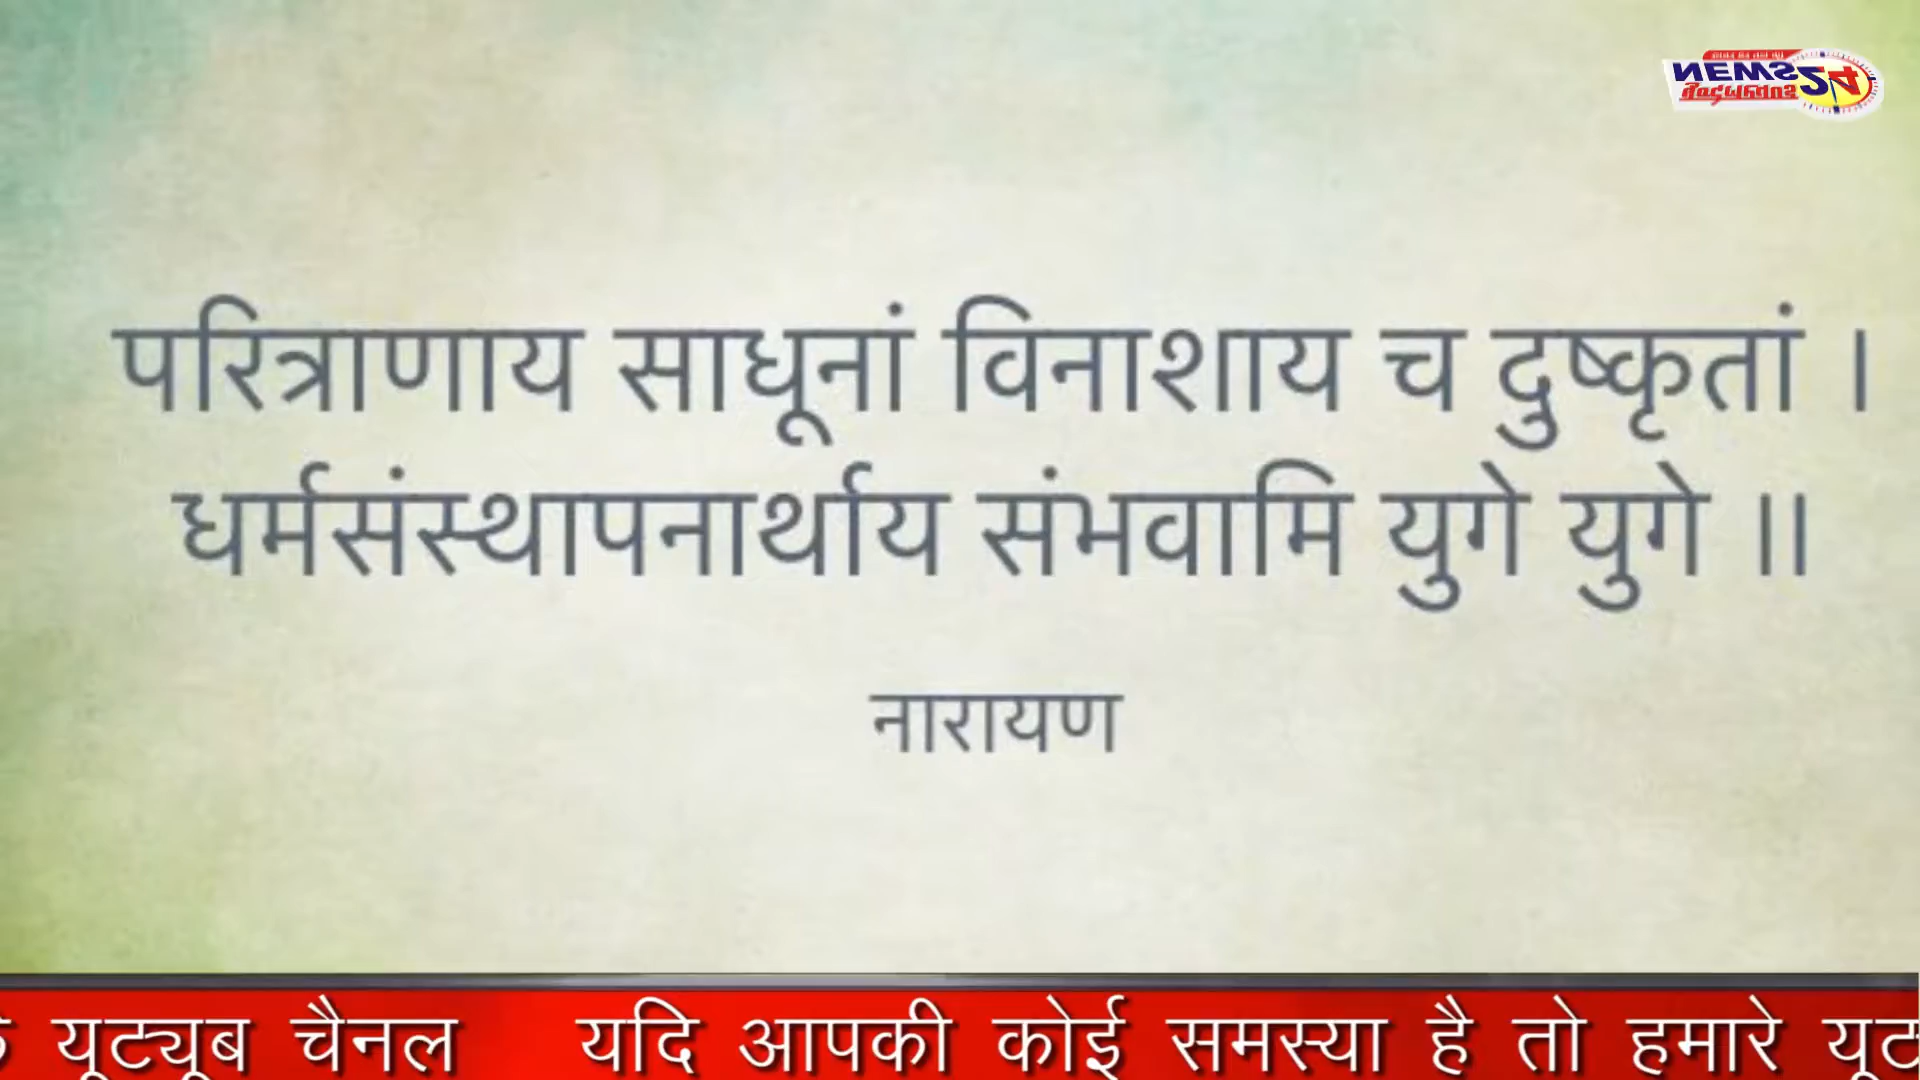 परित्राणाय साधूनां विनाशाय च दुष्कृतां ।
धर्मसंस्थापनार्थाय संभवामि युगे युगे ॥
नारायण
यूट्यूब चैनल यदि आपकी कोई समस्या है तो हमारे